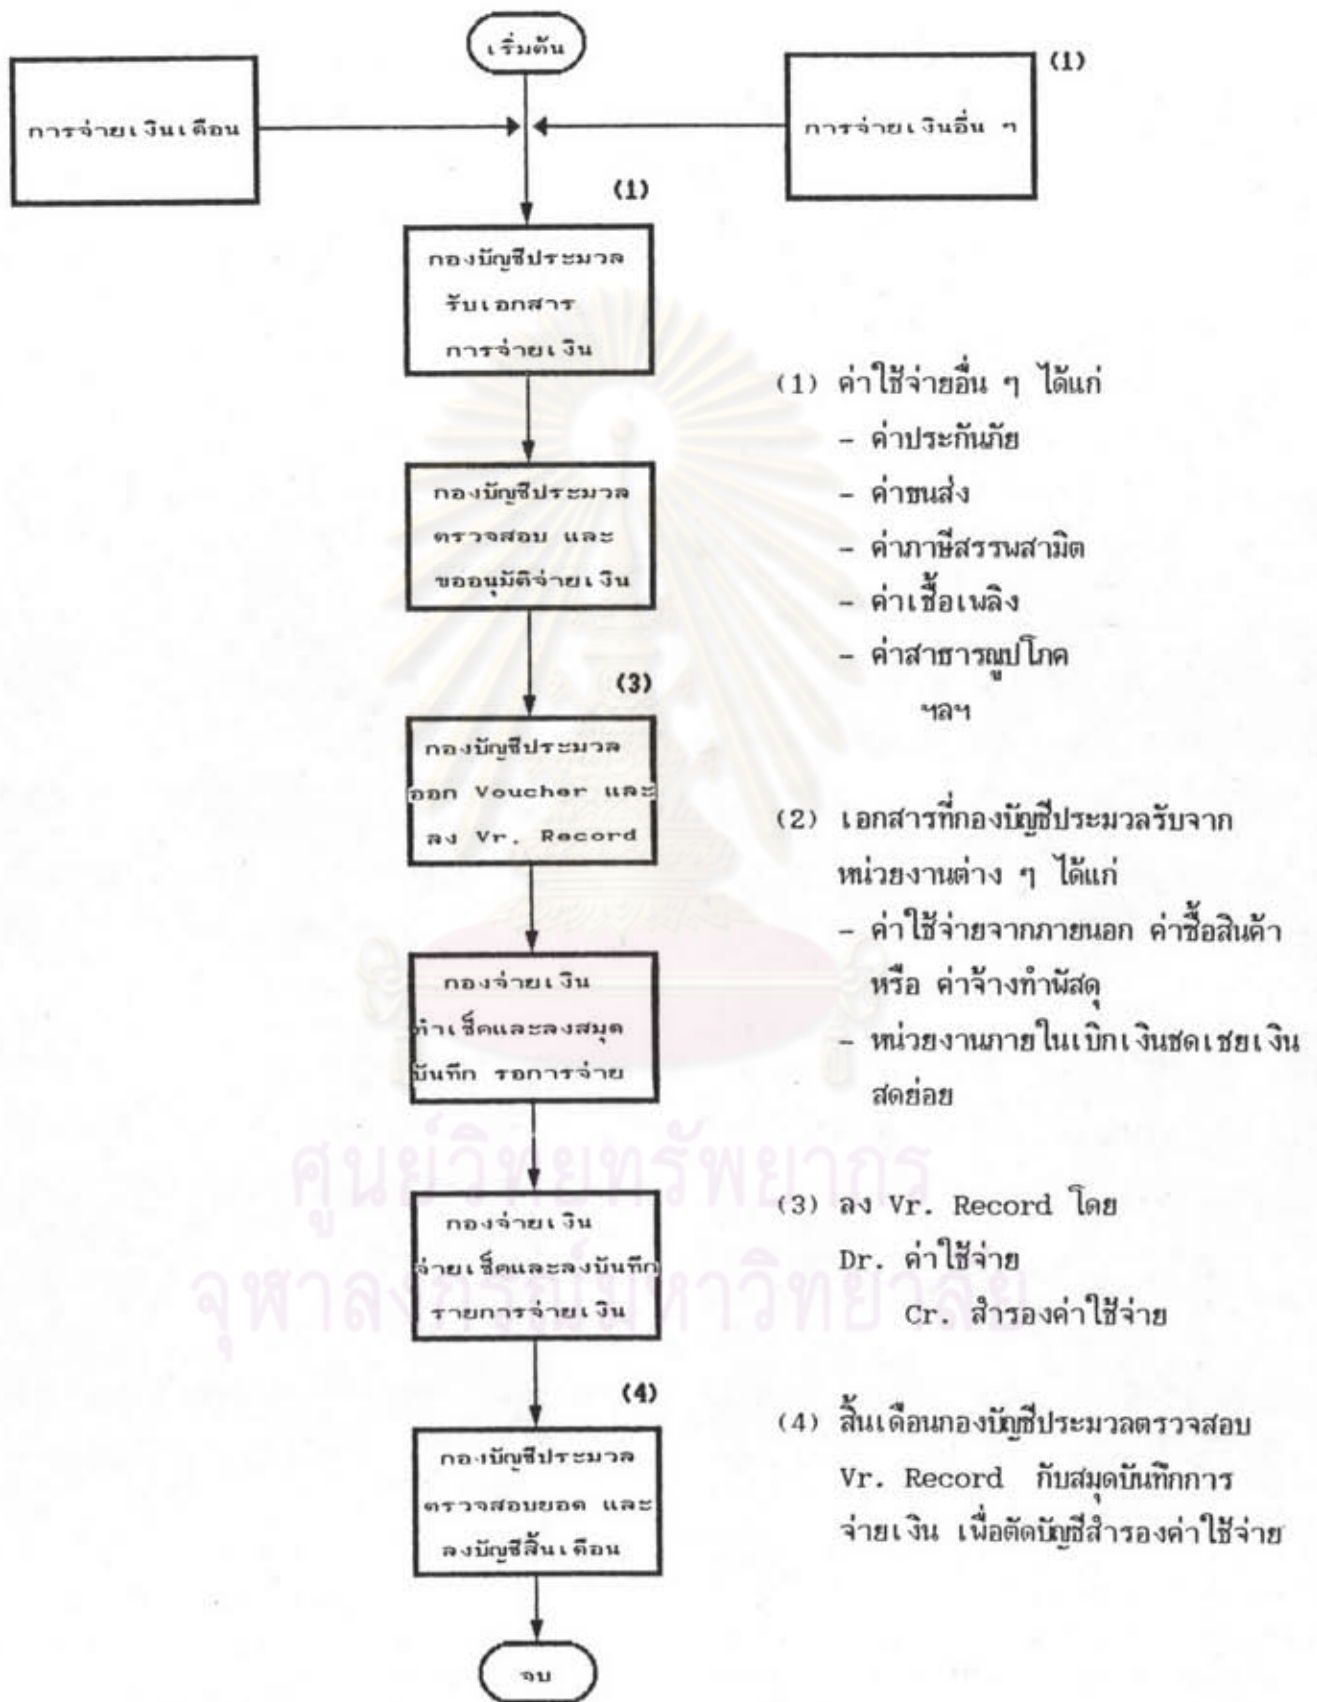 เริ่มต้น
(1)
การจ่ายเงินเดือน
การจ่ายเงินอื่น ๆ
(1)
กองบัญชีประมวล
รับเอกสาร
การจ่ายเงิน
กองบัญชีประมวล
ตรวจสอบ และ
ขออนุมัติจ่ายเงิน
(3)
กองบัญชีประมวล
ออก Voucher และ
ลง Vr. Record
กองจ่ายเงิน
ทำเช็คและลงสมุด
บันทึก รอการจ่าย
กองจ่ายเงิน
จ่ายเช็คและลงบันทึก
รายการจ่ายเงิน
(4)
กองบัญชีประมวล
ตรวจสอบยอด และ
ลงบัญชีสิ้นเดือน
จบ
(1) ค่าใช้จ่ายอื่น ๆ ได้แก่
- ค่าประกันภัย
- ค่าขนส่ง
- ค่าภาษีสรรพสามิต
- ค่าเชื้อเพลิง
- ค่าสาธารณูปโภค
ฯลฯ
(2) เอกสารที่กองบัญชีประมวลรับจาก
หน่วยงานต่าง ๆ ได้แก่
- ค่าใช้จ่ายจากภายนอก ค่าซื้อสินค้า
หรือ ค่าจ้างทำพัสดุ
- หน่วยงานภายในเบิกเงินชดเชยเงิน
สดย่อย
(3) ลง Vr. Record โดย
Dr. ค่าใช้จ่าย
Cr. สำรองค่าใช้จ่าย
(4) สิ้นเดือนกองบัญชีประมวลตรวจสอบ
Vr. Record กับสมุดบันทึกการ
จ่ายเงิน เพื่อตัดบัญชีสำรองค่าใช้จ่าย
ศูนย์วิทยทรัพยากร
จุฬาลงกรณ์มหาวิทยาลัย